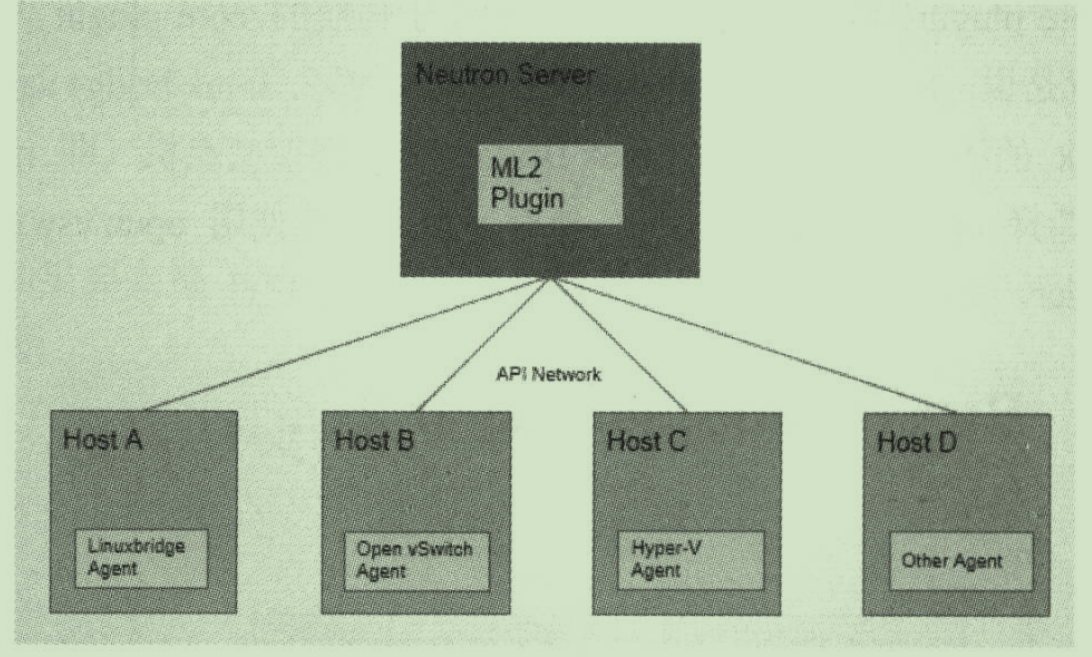 Neutron Server
ML2
Plugin
API Network
Host A
Host B
Host C
Host D
Linuxbridge
Agent
Open vSwitch
Agent
Hyper-V
Agent
Other Agent